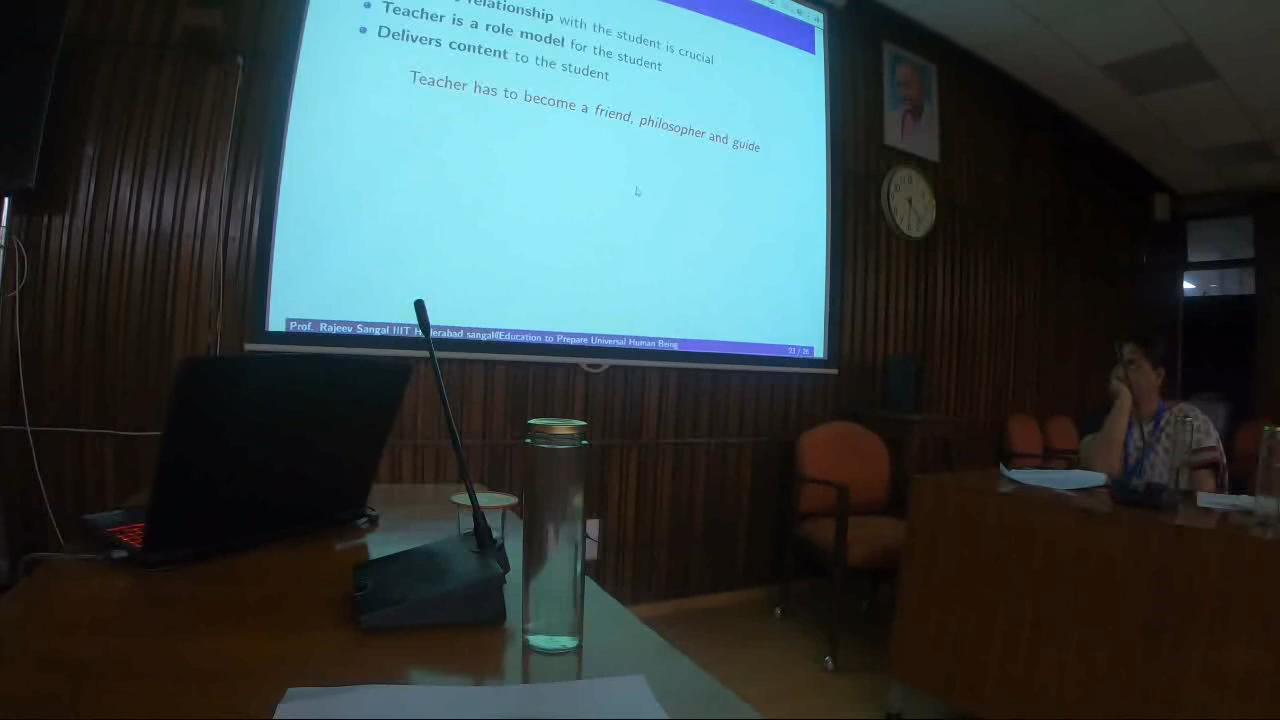 relationship with the student is crucial
Teacher is a role model for the student
Delivers content to the student
Teacher has to become a friend, philosopher and guide
Prof. Rajeev Sangal IIIT Hyderabad sangal@Education to Prepare Universal Human Being
23 / 26